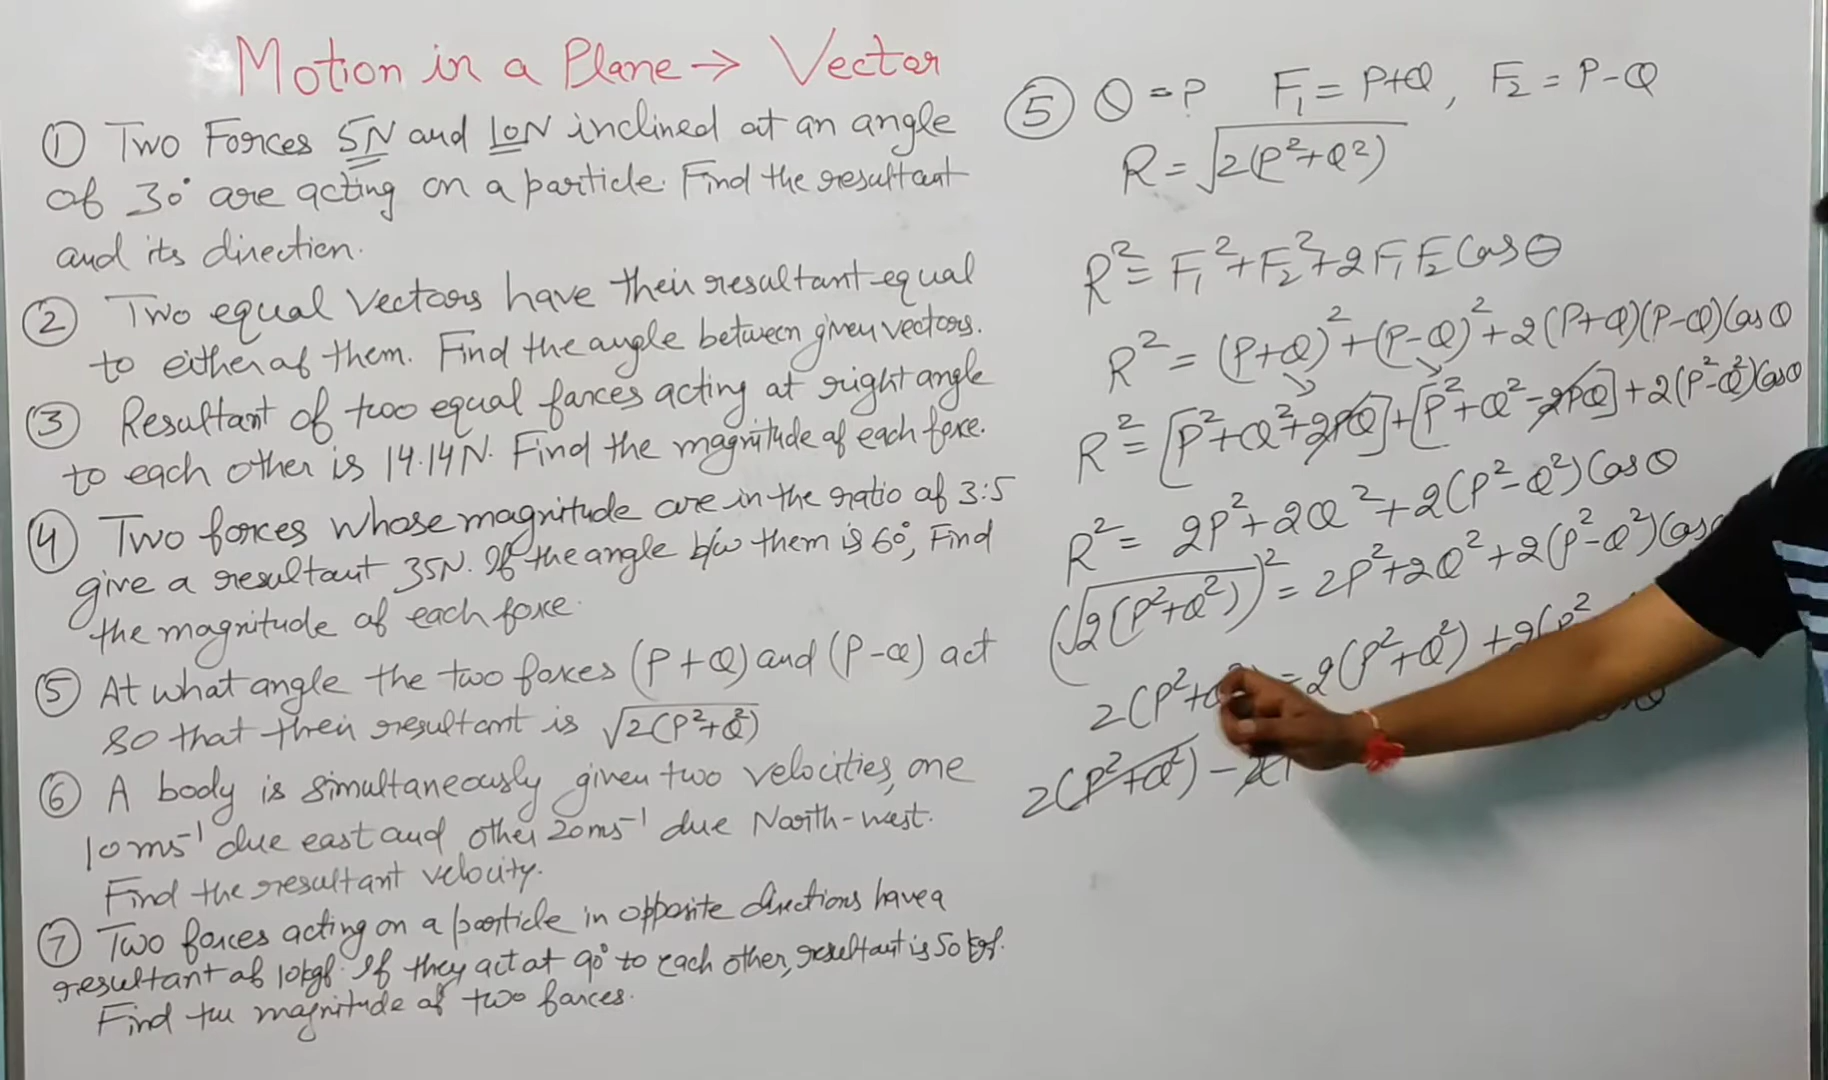 Motion in a Plane → Vector
① Two Forces 5N and 10N inclined at an angle
of 30° are acting on a particle. Find the resultant
and its direction.
② Two equal Vectors have their resultant equal
to either of them. Find the angle between given vectors.
③ Resultant of two equal forces acting at right angle
to each other is 14.14N. Find the magnitude of each force.
④ Two forces whose magnitude are in the ratio of 3:5
give a resultant 35N. If the angle b/w them is 60°, Find
the magnitude of each force.
⑤ At what angle the two forces (P+Q) and (P-Q) act
so that their resultant is √2(P²+Q²)
⑥ A body is simultaneously given two velocities, one
10ms⁻¹ due east and other 20ms⁻¹ due North-west.
Find the resultant velocity.
⑦ Two forces acting on a particle in opposite directions have a
resultant of 10kgf. If they act at 90° to each other, resultant is 50 kgf.
Find the magnitude of two forces.
⑤ θ = ? F₁ = P+Q, F₂ = P-Q
R = √2(P²+Q²)
R² = F₁² + F₂² + 2F₁F₂Cosθ
R² = (P+Q)² + (P-Q)² + 2(P+Q)(P-Q)Cosθ
R² = [P²+Q²+2PQ] + [P²+Q²-2PQ] + 2(P²-Q²)Cosθ
R² = 2P² + 2Q² + 2(P²-Q²)Cosθ
(√2(P²+Q²))² = 2P²+2Q²+2(P²-Q²)Cos
2(P²+ = 2(P²+Q²) + 2(P²
2(P²+Q²) - 2